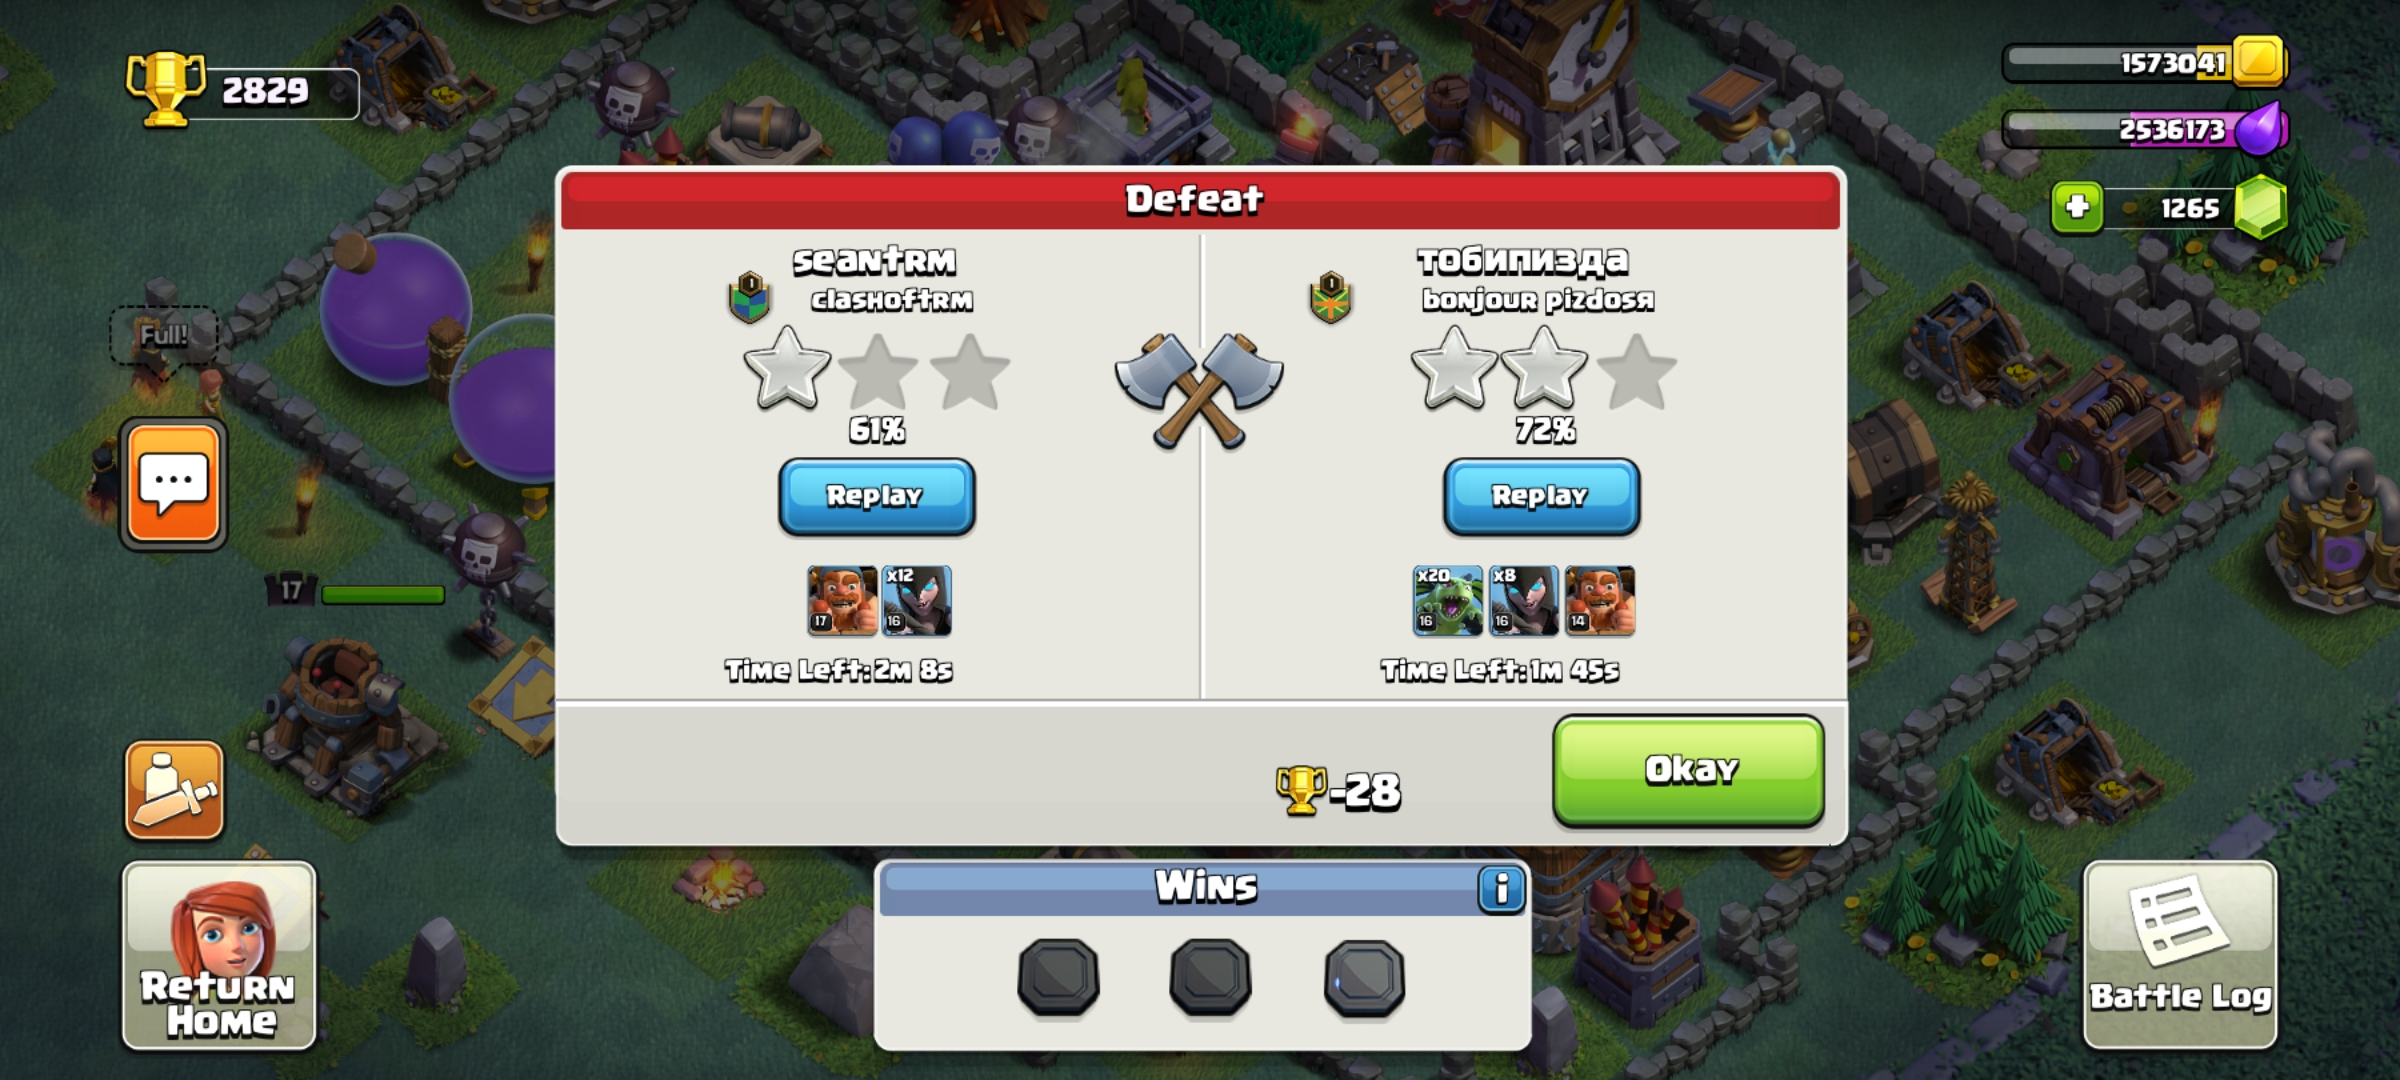 2829
1573041
2536173
1265
Full!
17
Defeat
seantrm
clashoftrm
61%
Replay
x12
17
16
Time Left:2m 8s
тобипизда
bonjour pizdosя
72%
Replay
x20
x8
16
16
14
Time Left:1m 45s
-28
Okay
Wins
i
Return
Home
Battle Log